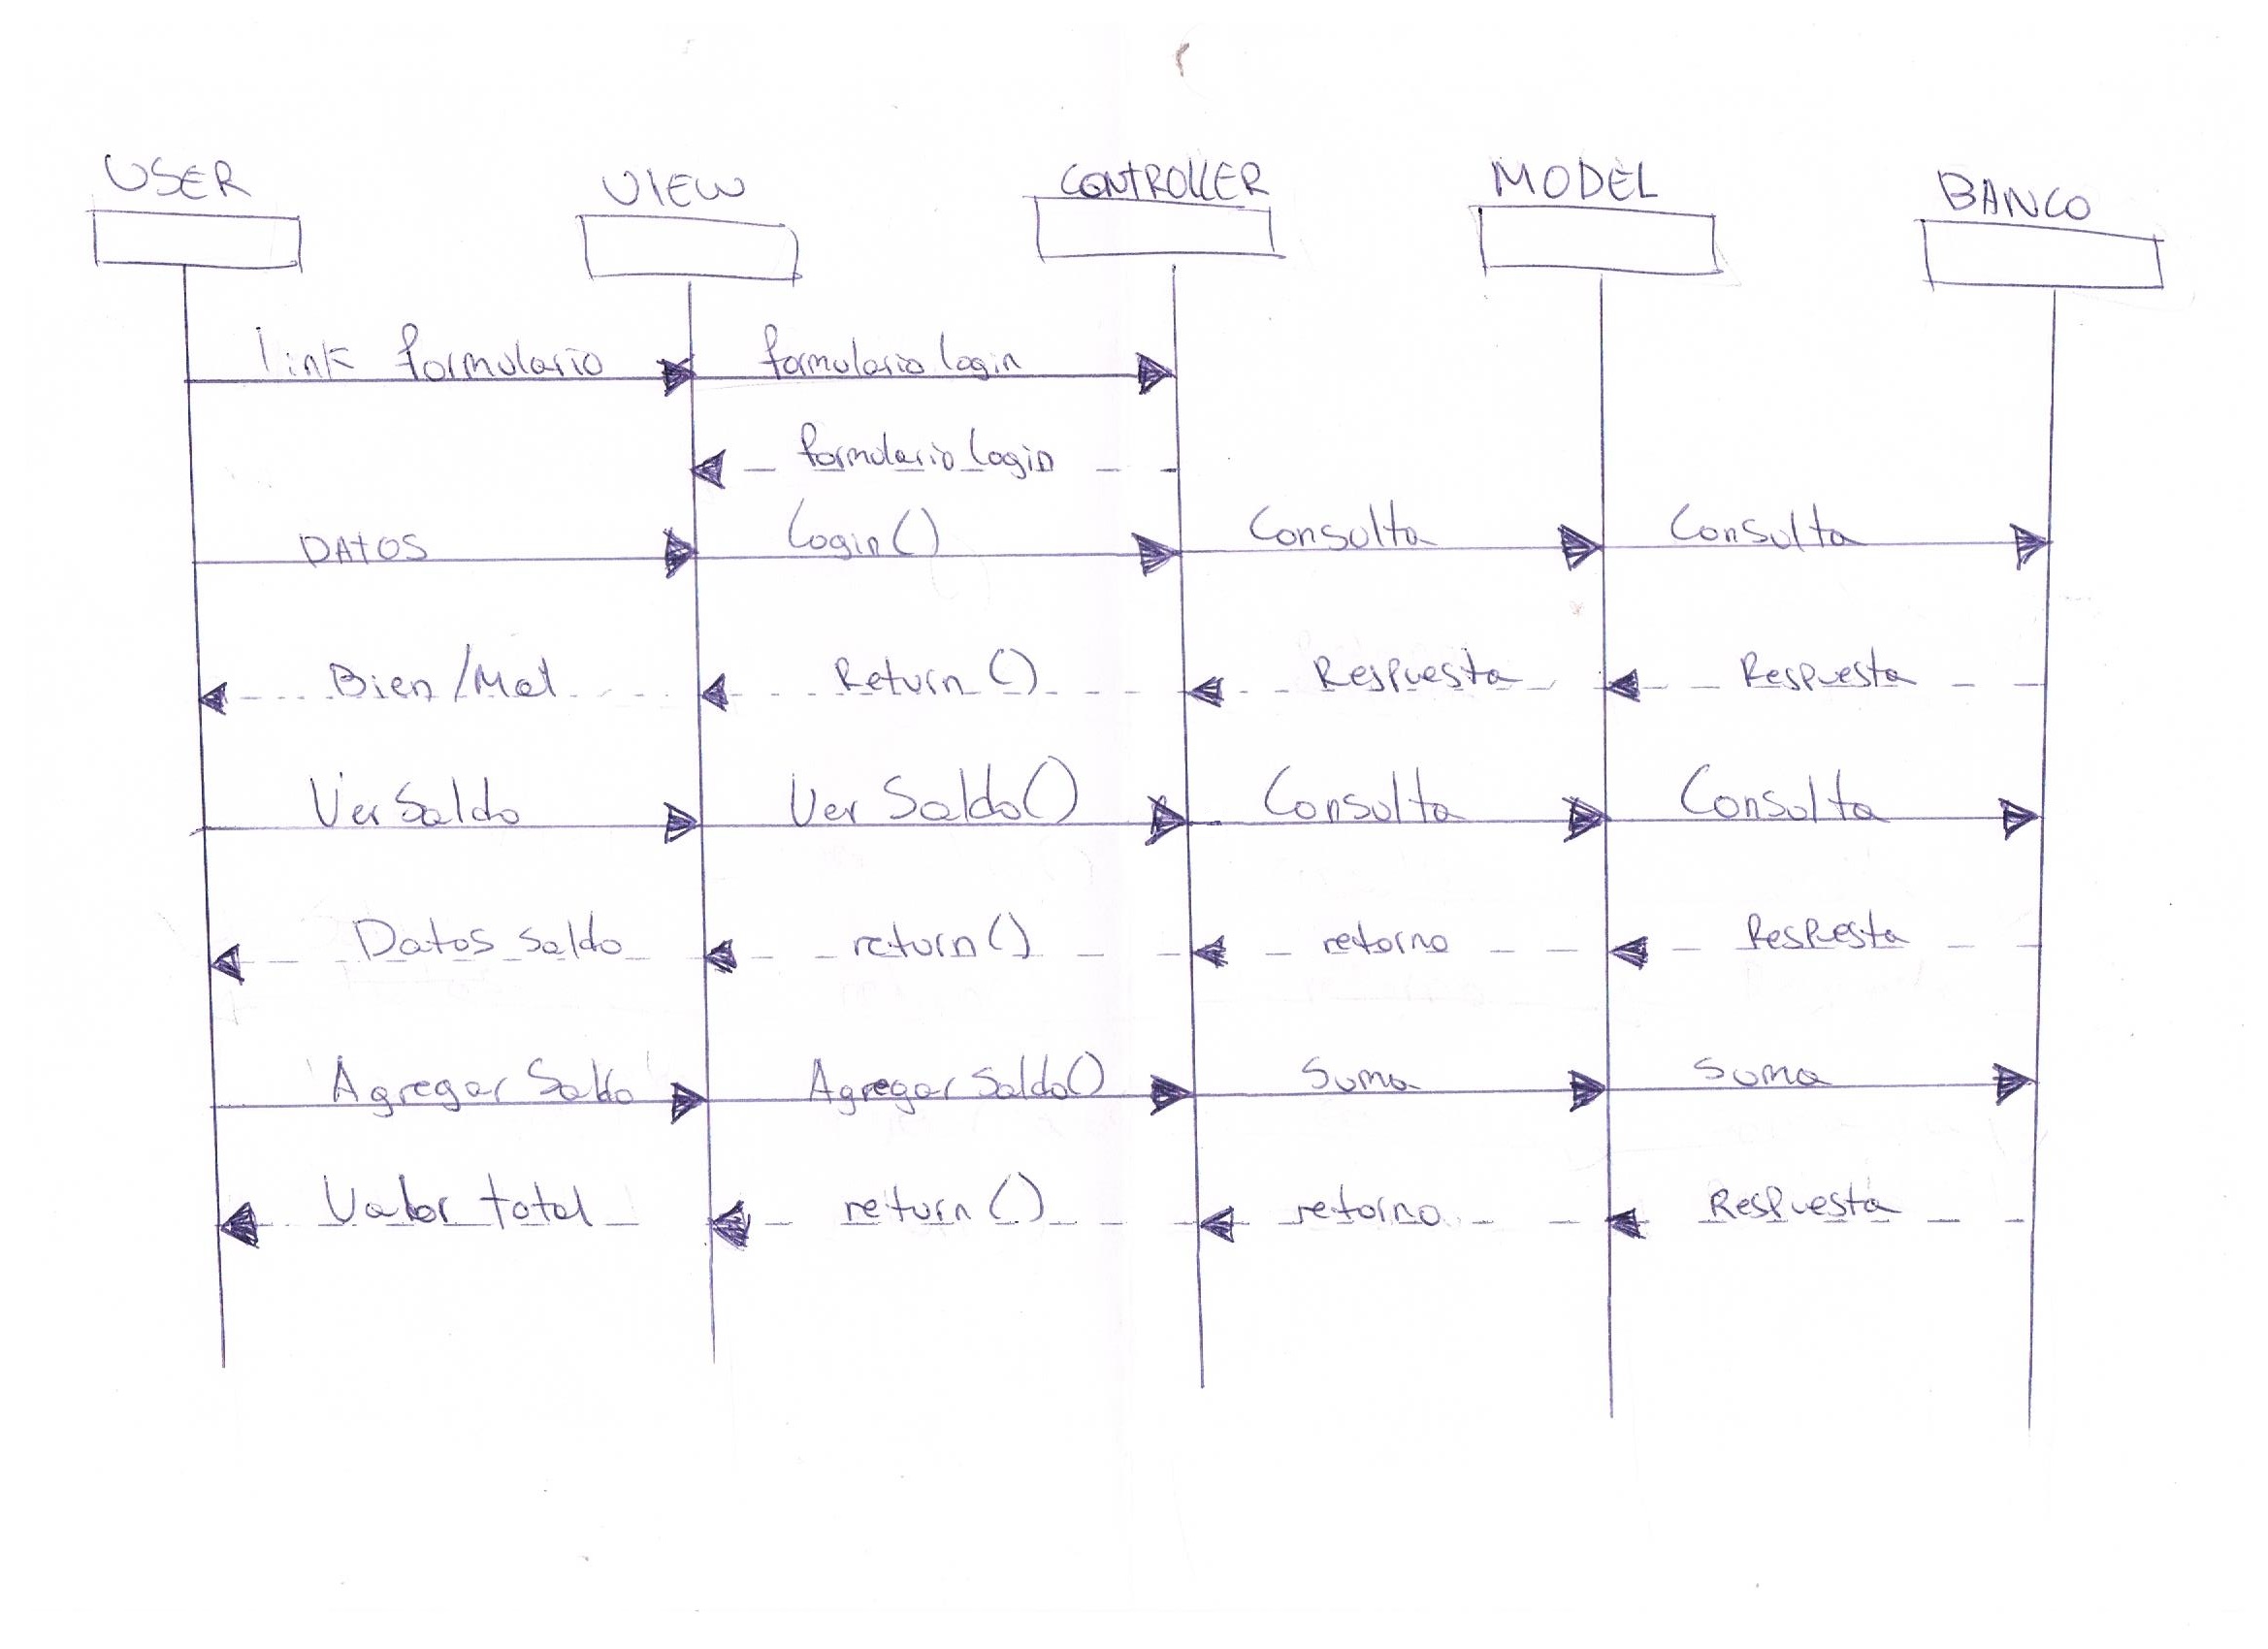 USER VIEW CONTROLLER MODEL BANCO
link formulario formulario login
formulario login
DATOS Login() Consulta Consulta
Bien/Mal Return() Respuesta Respuesta
Ver Saldo Ver Saldo() Consulta Consulta
Datos saldo return() retorno Respuesta
Agregar Saldo Agregar Saldo() Suma Suma
Valor total return() retorno Respuesta